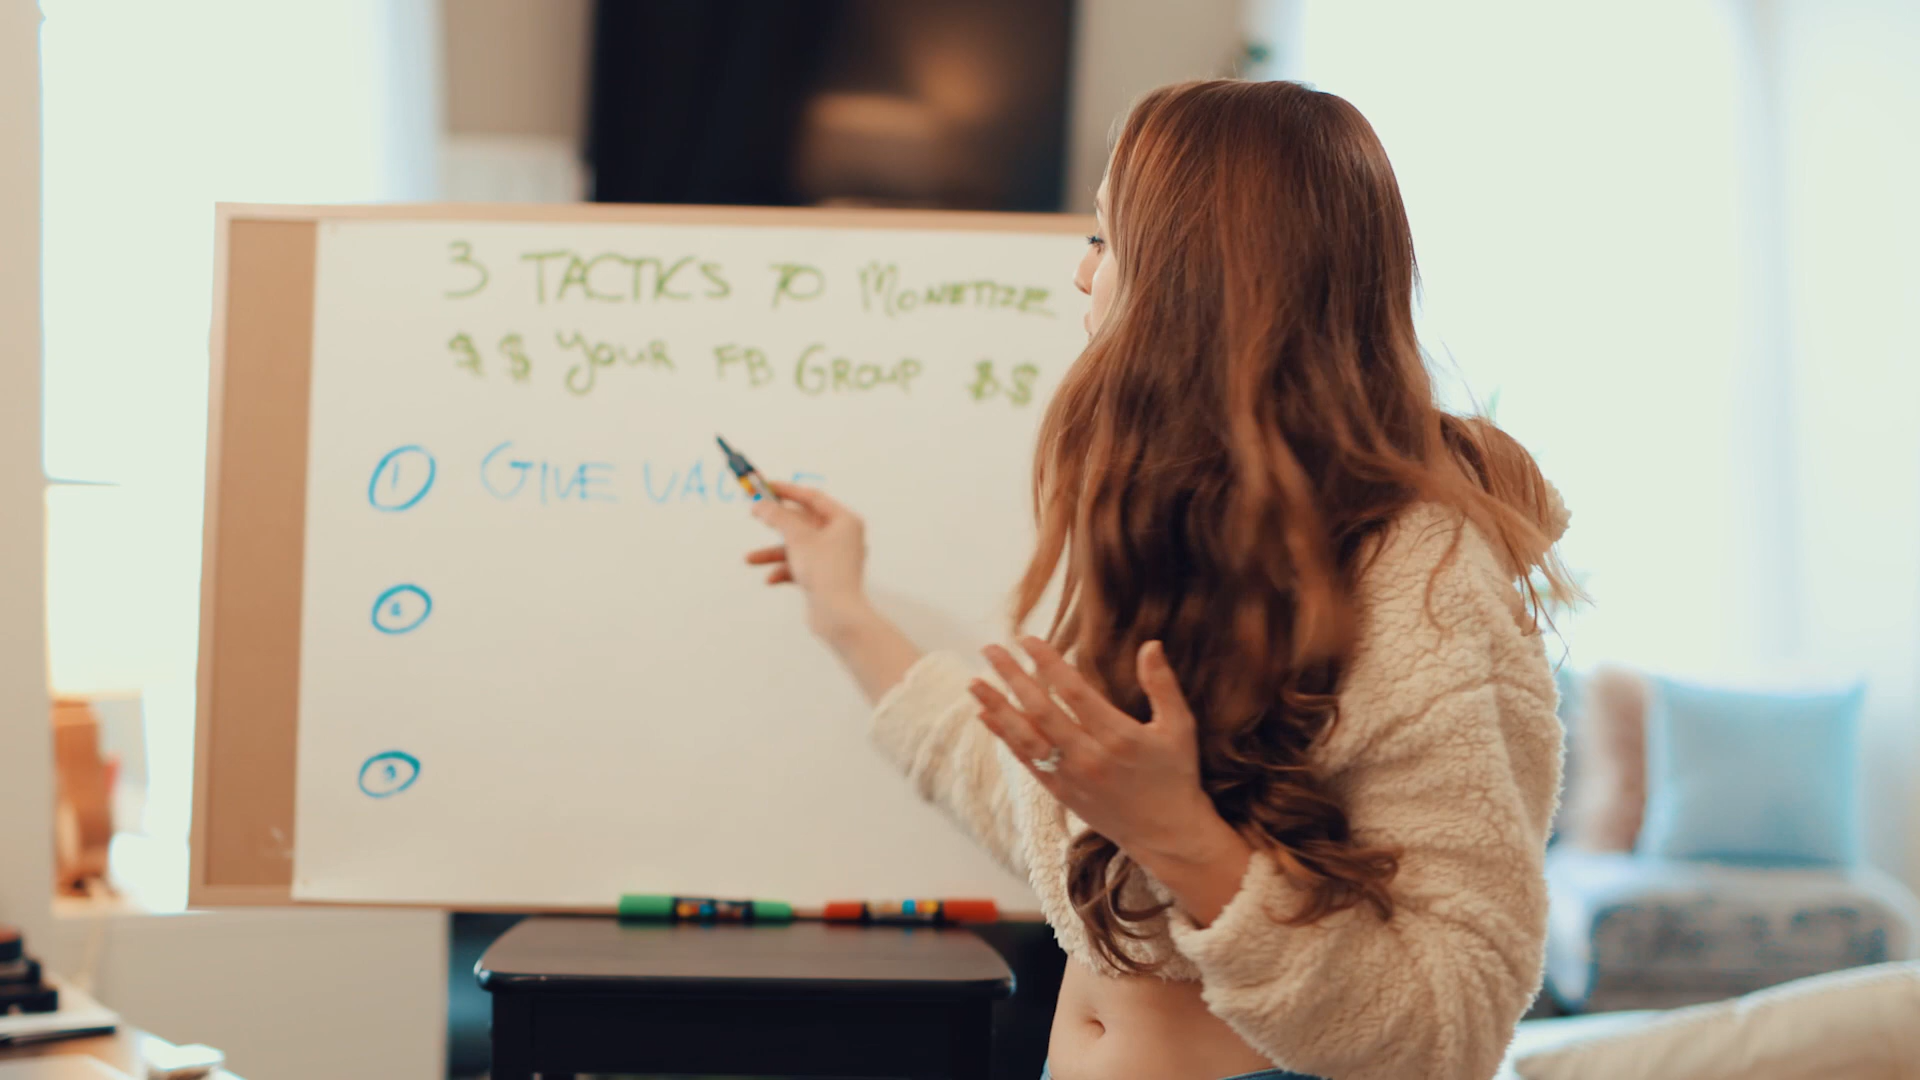 3 TACTICS TO MONETIZE
$ $ YOUR FB GROUP $$
1 GIVE VALUE
2
3